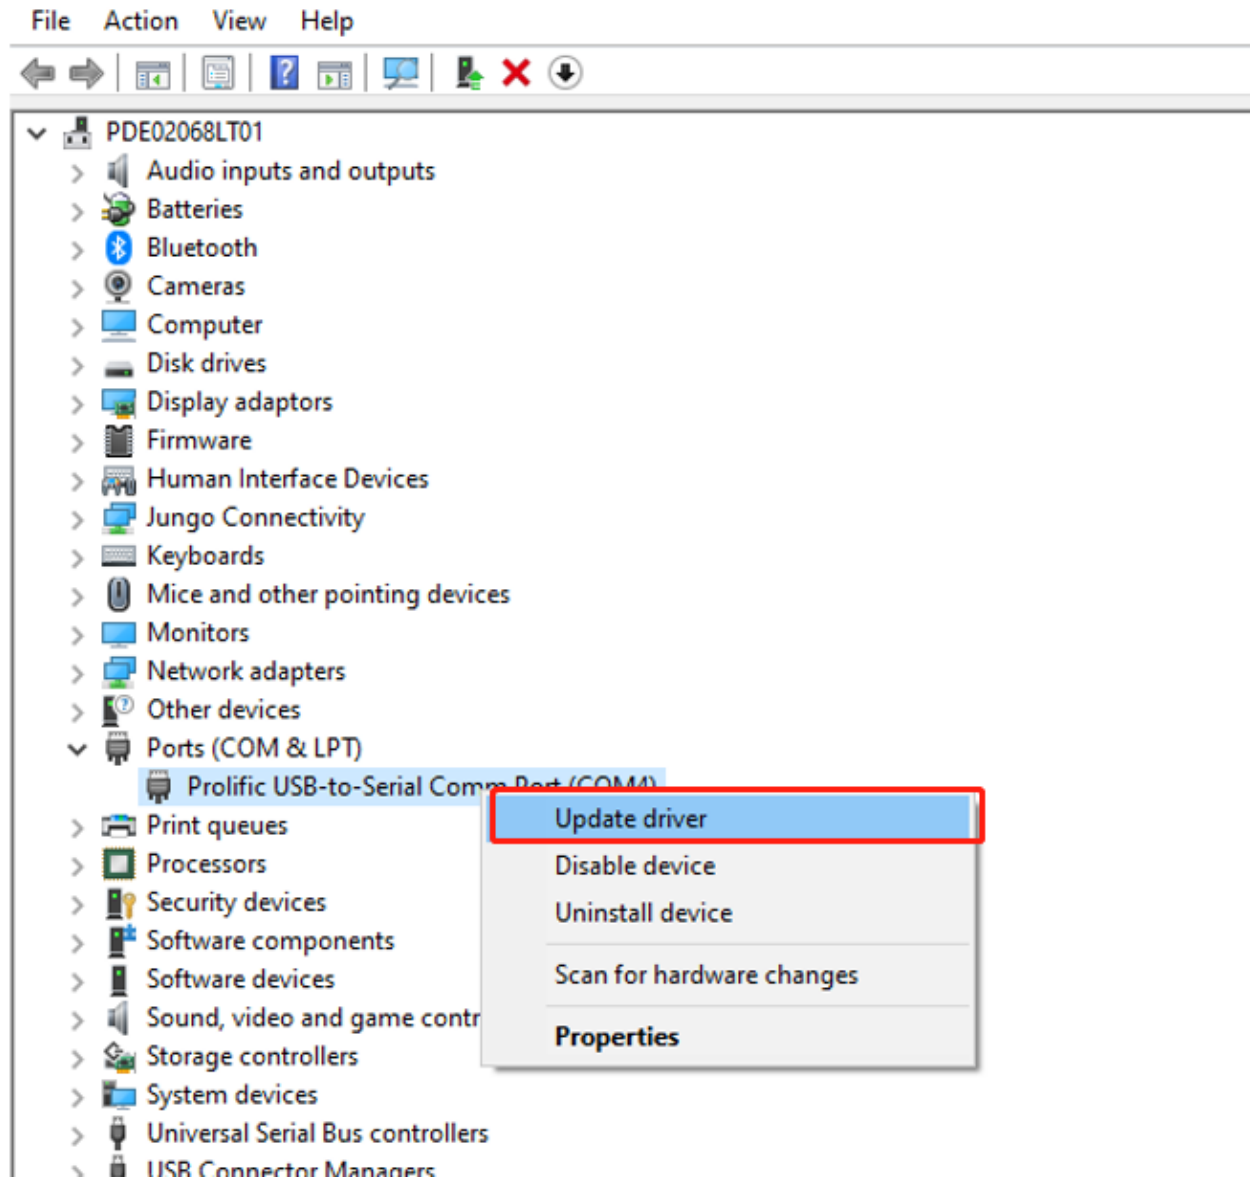 File Action View Help
PDE02068LT01
Audio inputs and outputs
Batteries
Bluetooth
Cameras
Computer
Disk drives
Display adaptors
Firmware
Human Interface Devices
Jungo Connectivity
Keyboards
Mice and other pointing devices
Monitors
Network adapters
Other devices
Ports (COM & LPT)
Prolific USB-to-Serial Comm Port (COM4)
Update driver
Disable device
Uninstall device
Scan for hardware changes
Properties
Print queues
Processors
Security devices
Software components
Software devices
Sound, video and game contr
Storage controllers
System devices
Universal Serial Bus controllers
USB Connector Managers